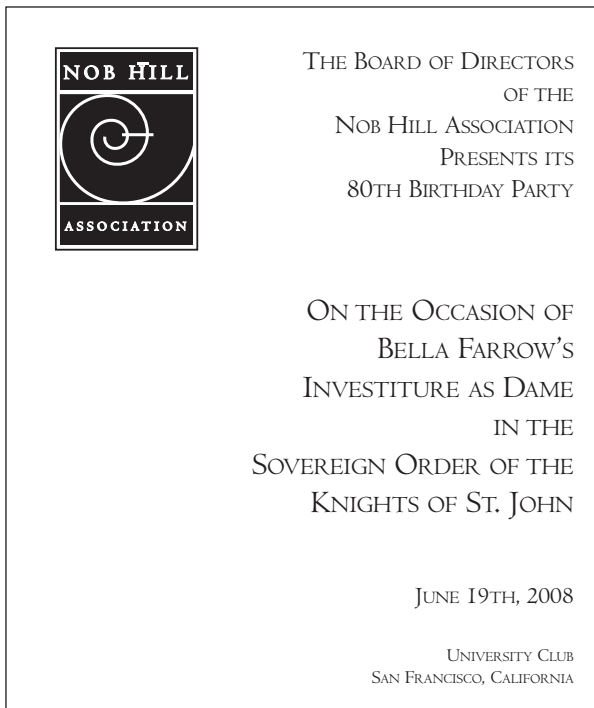 NOB HILL
ASSOCIATION
THE BOARD OF DIRECTORS
OF THE
NOB HILL ASSOCIATION
PRESENTS ITS
80TH BIRTHDAY PARTY
ON THE OCCASION OF
BELLA FARROW’S
INVESTITURE AS DAME
IN THE
SOVEREIGN ORDER OF THE
KNIGHTS OF ST. JOHN
JUNE 19TH, 2008
UNIVERSITY CLUB
SAN FRANCISCO, CALIFORNIA